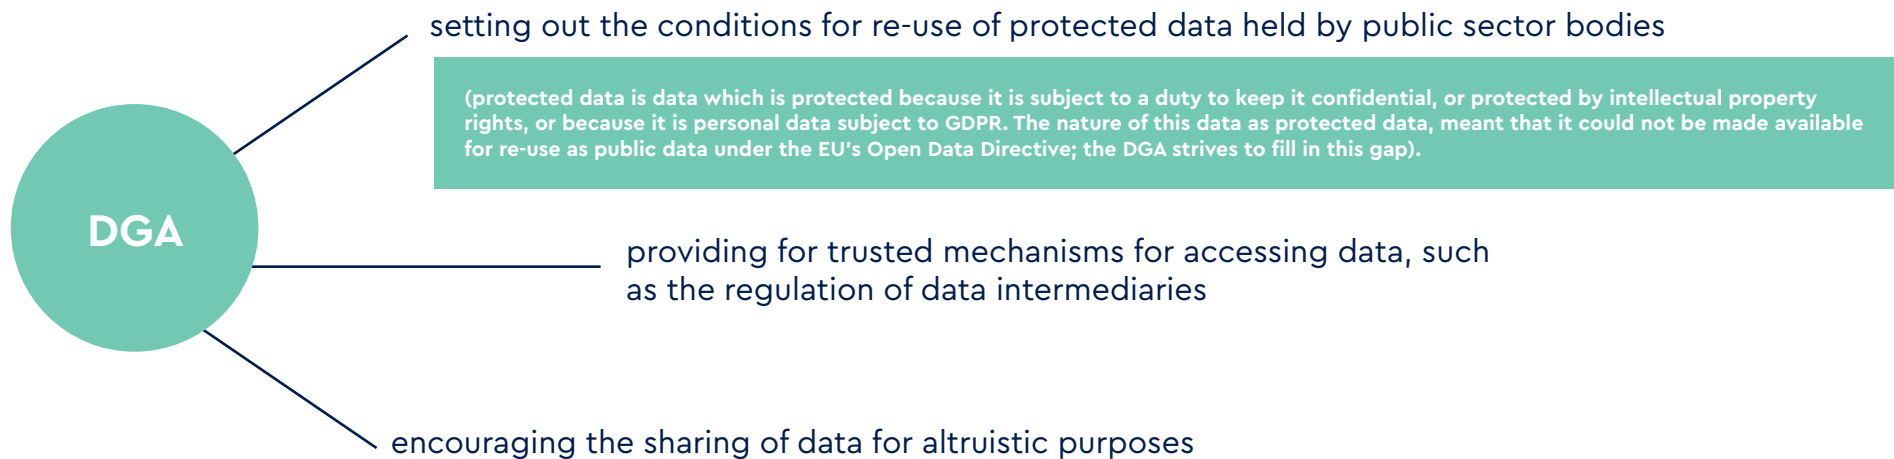 setting out the conditions for re-use of protected data held by public sector bodies
(protected data is data which is protected because it is subject to a duty to keep it confidential, or protected by intellectual property
rights, or because it is personal data subject to GDPR. The nature of this data as protected data, meant that it could not be made available
for re-use as public data under the EU's Open Data Directive; the DGA strives to fill in this gap).
DGA
providing for trusted mechanisms for accessing data, such
as the regulation of data intermediaries
encouraging the sharing of data for altruistic purposes